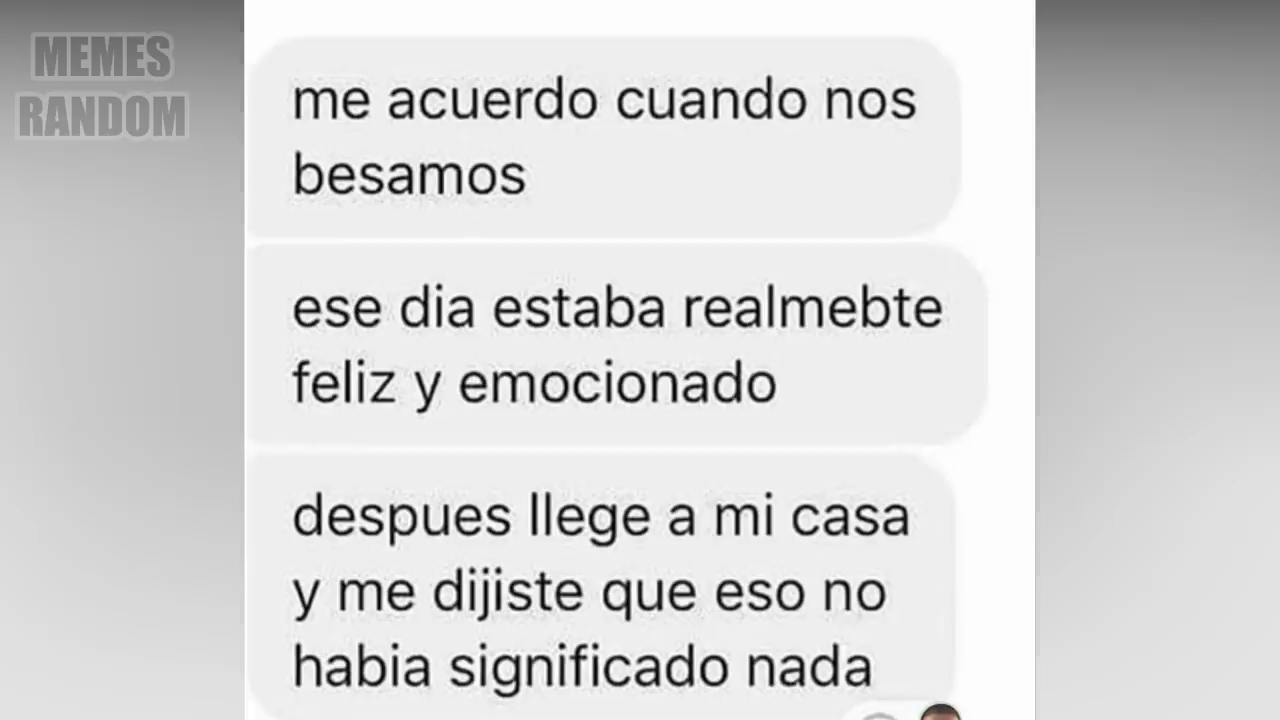 MEMES
RANDOM
me acuerdo cuando nos
besamos
ese dia estaba realmebte
feliz y emocionado
despues llege a mi casa
y me dijiste que eso no
habia significado nada